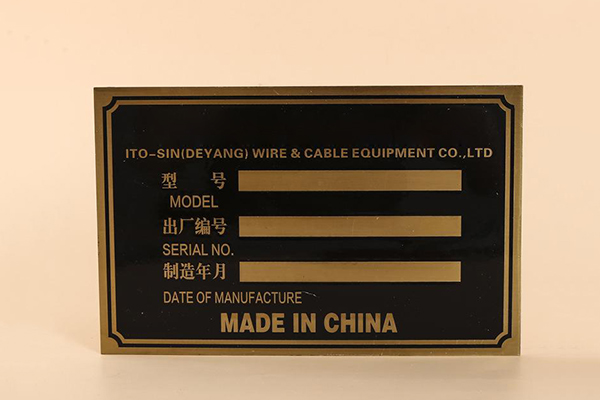 ITO-SIN(DEYANG) WIRE & CABLE EQUIPMENT CO.,LTD
型 号
MODEL
出厂编号
SERIAL NO.
制造年月
DATE OF MANUFACTURE
MADE IN CHINA